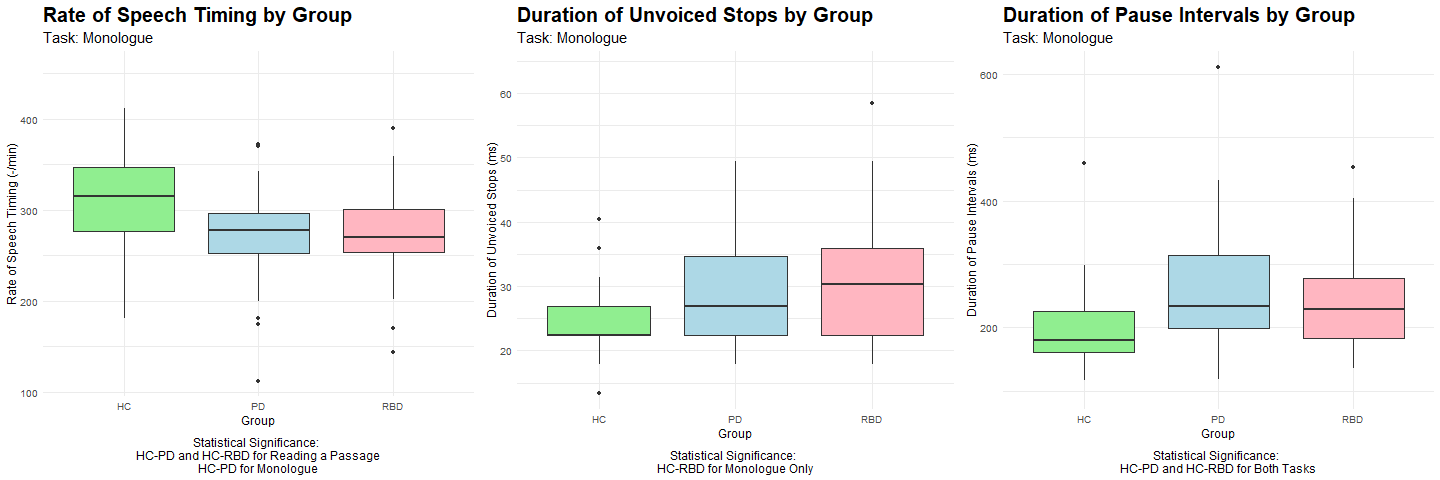 Rate of Speech Timing by Group
Task: Monologue
Rate of Speech Timing (-/min)
400
300
200
100
HC
PD
RBD
Group
Statistical Significance:
HC-PD and HC-RBD for Reading a Passage
HC-PD for Monologue
Duration of Unvoiced Stops by Group
Task: Monologue
Duration of Unvoiced Stops (ms)
60
50
40
30
20
HC
PD
RBD
Group
Statistical Significance:
HC-RBD for Monologue Only
Duration of Pause Intervals by Group
Task: Monologue
Duration of Pause Intervals (ms)
600
400
200
HC
PD
RBD
Group
Statistical Significance:
HC-PD and HC-RBD for Both Tasks